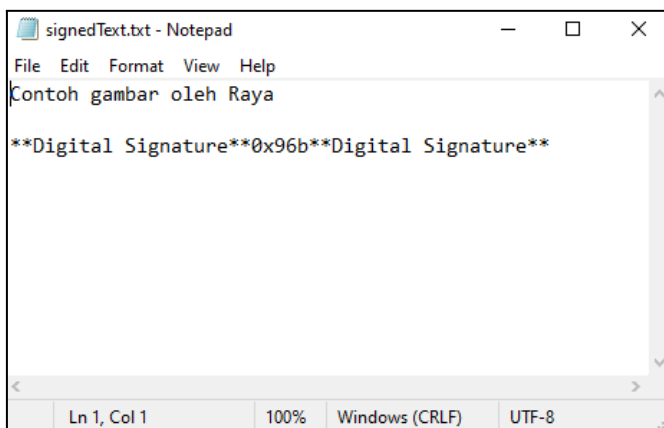 signedText.txt - Notepad
File Edit Format View Help
Contoh gambar oleh Raya
**Digital Signature**0x96b**Digital Signature**
Ln 1, Col 1 100% Windows (CRLF) UTF-8